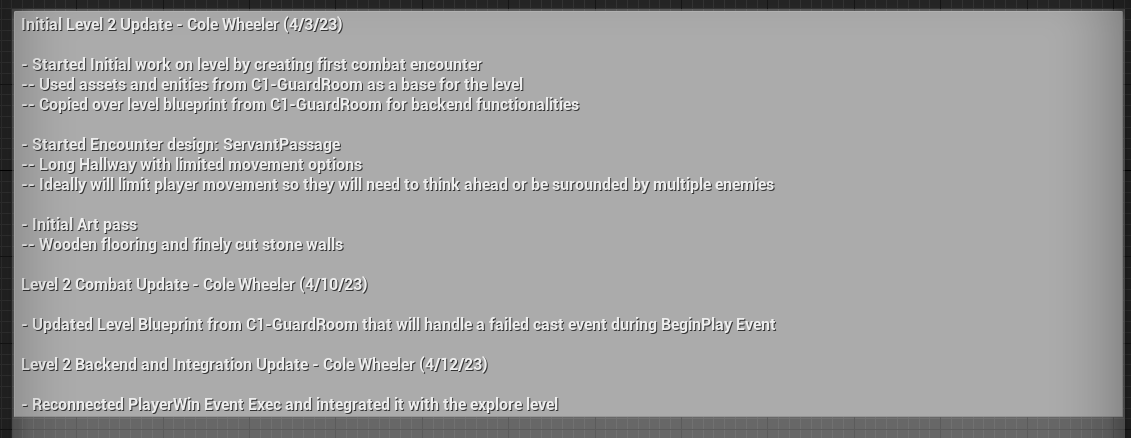 Initial Level 2 Update - Cole Wheeler (4/3/23)
- Started Initial work on level by creating first combat encounter
-- Used assets and enities from C1-GuardRoom as a base for the level
-- Copied over level blueprint from C1-GuardRoom for backend functionalities
- Started Encounter design: ServantPassage
-- Long Hallway with limited movement options
-- Ideally will limit player movement so they will need to think ahead or be surounded by multiple enemies
- Initial Art pass
-- Wooden flooring and finely cut stone walls
Level 2 Combat Update - Cole Wheeler (4/10/23)
- Updated Level Blueprint from C1-GuardRoom that will handle a failed cast event during BeginPlay Event
Level 2 Backend and Integration Update - Cole Wheeler (4/12/23)
- Reconnected PlayerWin Event Exec and integrated it with the explore level